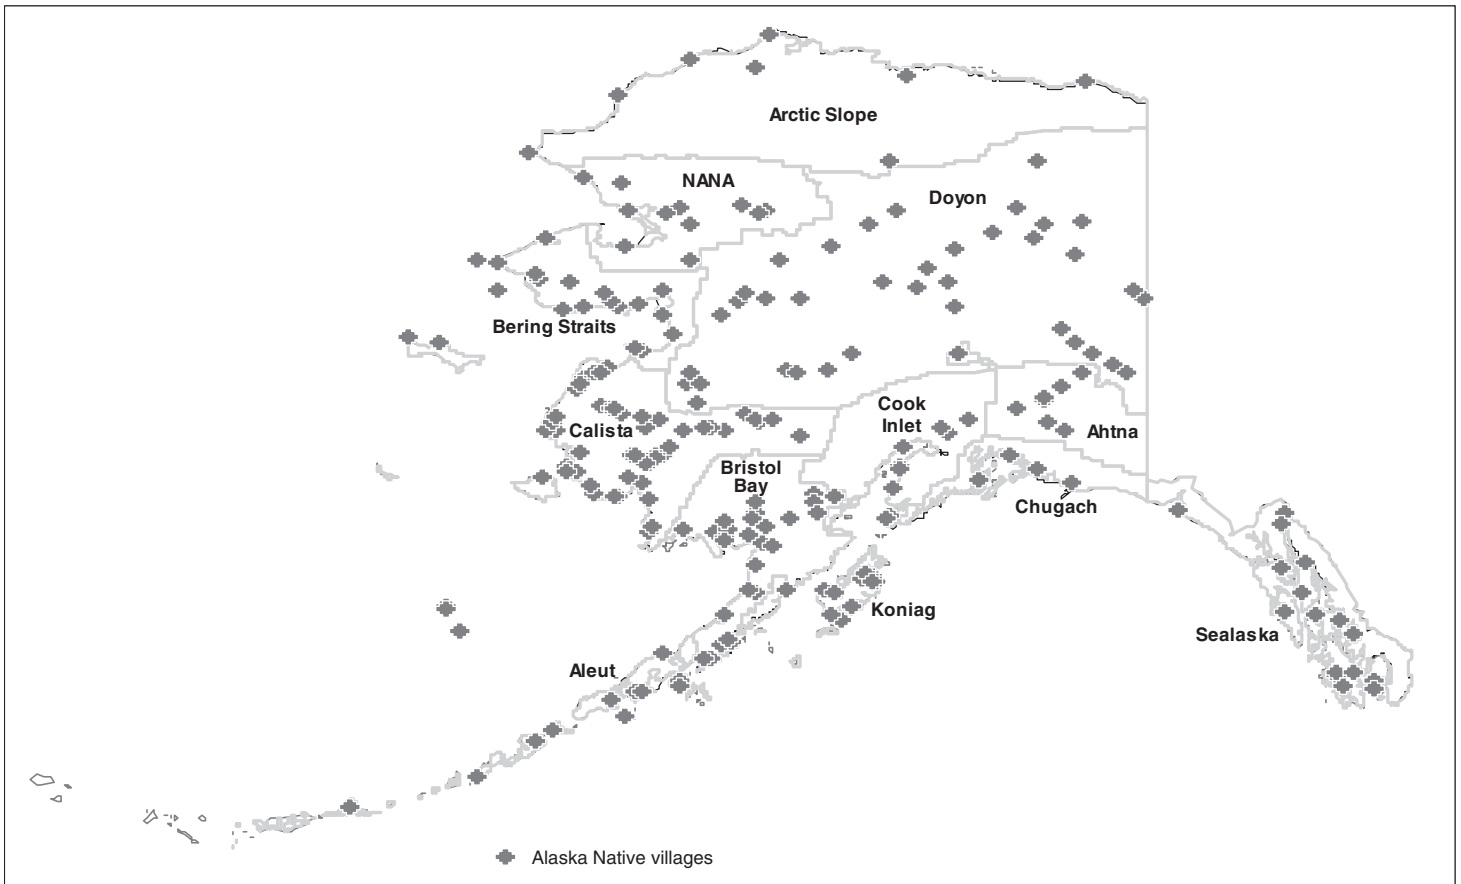 Arctic Slope
NANA
Doyon
Bering Straits
Cook
Inlet
Calista
Ahtna
Bristol
Bay
Chugach
Koniag
Sealaska
Aleut
Alaska Native villages